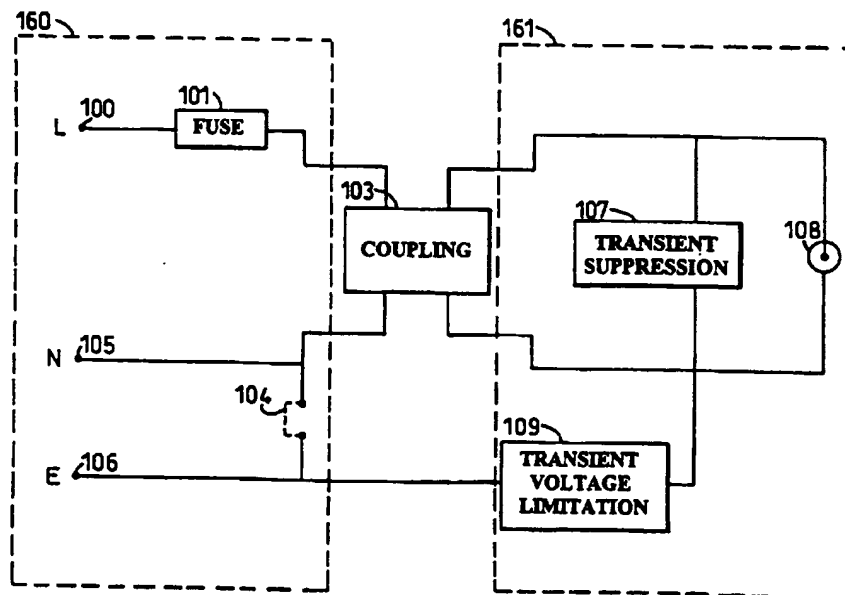 160
161
L
100
101
FUSE
103
COUPLING
107
TRANSIENT
SUPPRESSION
108
N
105
104
E
106
109
TRANSIENT
VOLTAGE
LIMITATION